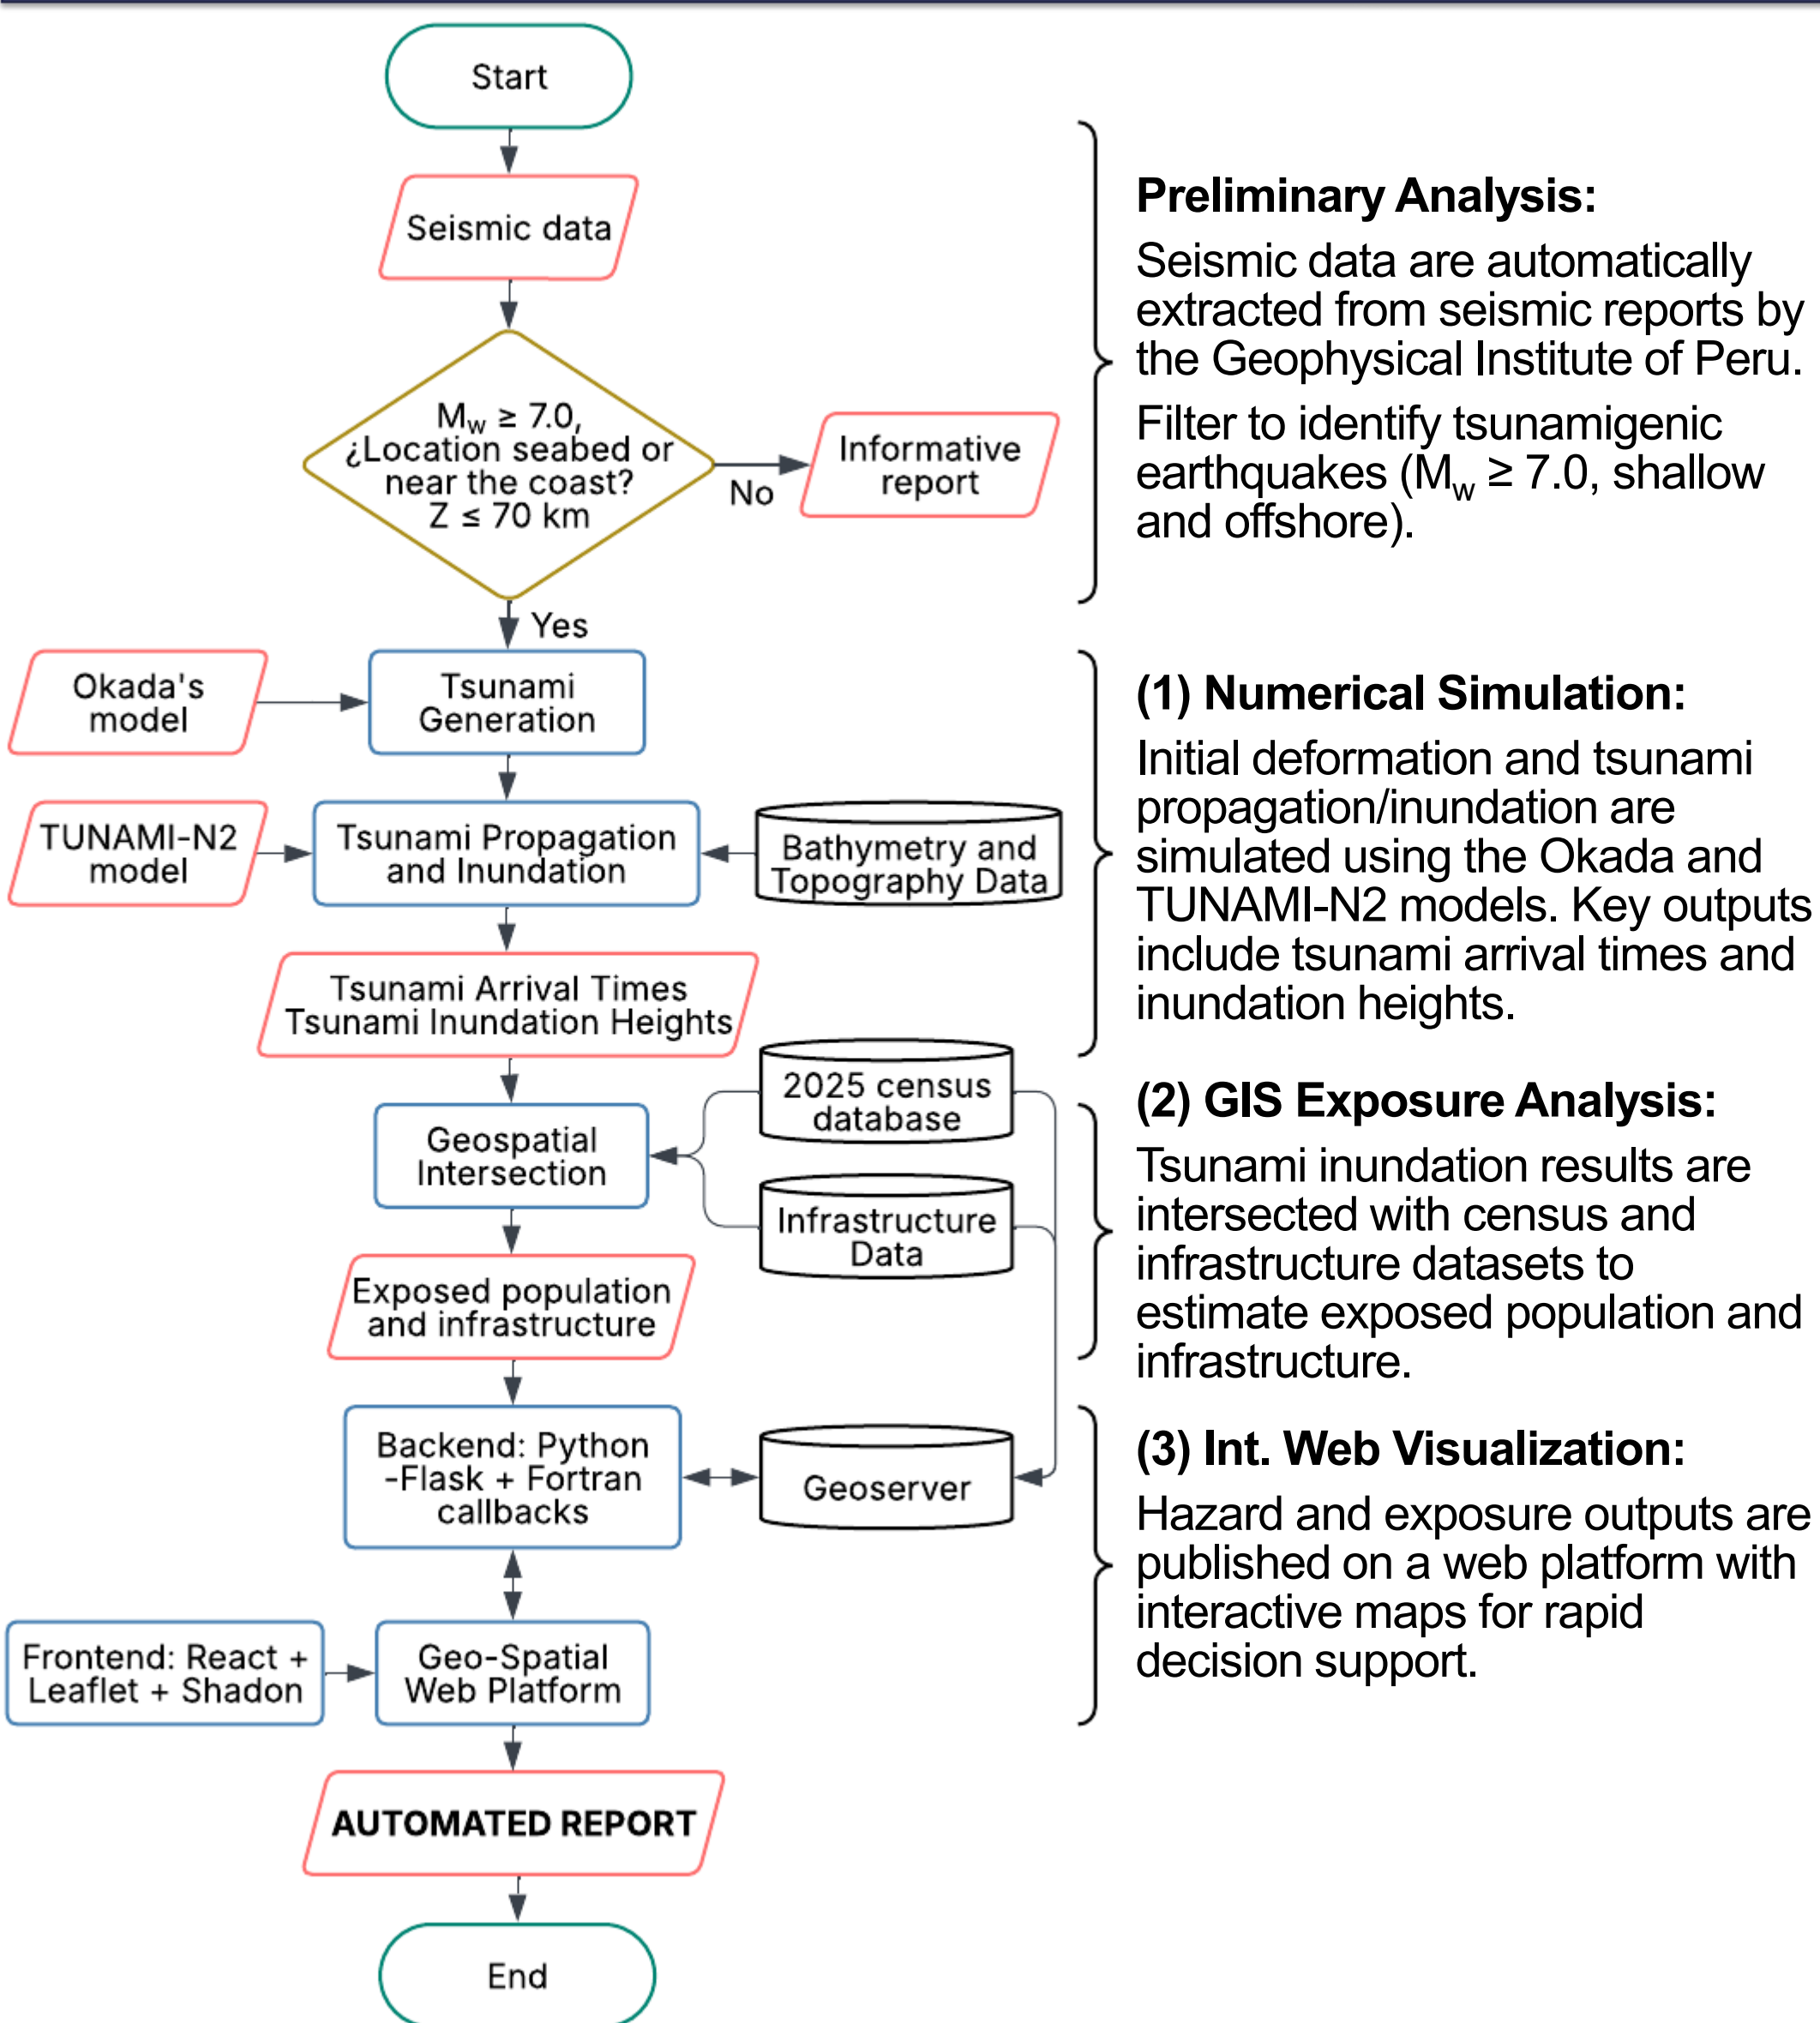 Start
Seismic data
M_w ≥ 7.0,
¿Location seabed or
near the coast?
Z ≤ 70 km
No
Informative
report
Yes
Preliminary Analysis:
Seismic data are automatically
extracted from seismic reports by
the Geophysical Institute of Peru.
Filter to identify tsunamigenic
earthquakes (M_w ≥ 7.0, shallow
and offshore).
Okada's
model
Tsunami
Generation
TUNAMI-N2
model
Tsunami Propagation
and Inundation
Bathymetry and
Topography Data
Tsunami Arrival Times
Tsunami Inundation Heights
(1) Numerical Simulation:
Initial deformation and tsunami
propagation/inundation are
simulated using the Okada and
TUNAMI-N2 models. Key outputs
include tsunami arrival times and
inundation heights.
2025 census
database
Geospatial
Intersection
Infrastructure
Data
Exposed population
and infrastructure
(2) GIS Exposure Analysis:
Tsunami inundation results are
intersected with census and
infrastructure datasets to
estimate exposed population and
infrastructure.
Backend: Python
-Flask + Fortran
callbacks
Geoserver
Frontend: React +
Leaflet + Shadon
Geo-Spatial
Web Platform
(3) Int. Web Visualization:
Hazard and exposure outputs are
published on a web platform with
interactive maps for rapid
decision support.
AUTOMATED REPORT
End